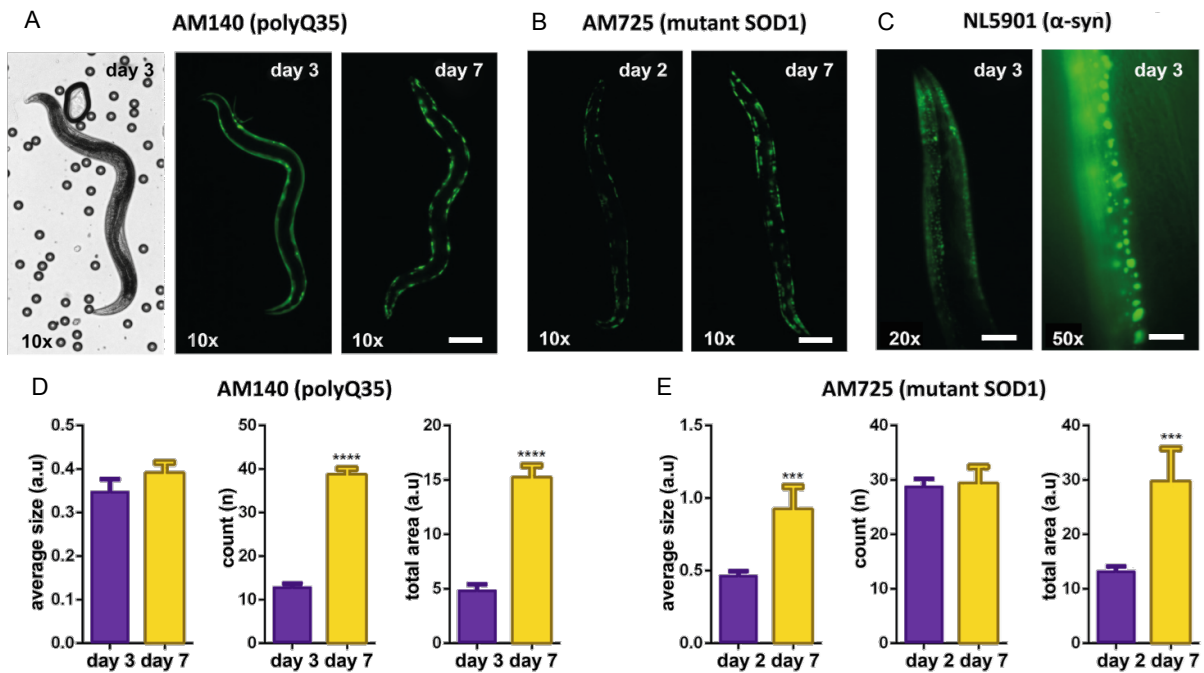 A
AM140 (polyQ35)
day 3
10x
day 3
10x
day 7
10x
B
AM725 (mutant SOD1)
day 2
10x
day 7
10x
C
NL5901 (α-syn)
day 3
20x
day 3
50x
D
AM140 (polyQ35)
average size (a.u)
0.5
0.4
0.3
0.2
0.1
0.0
day 3 day 7
count (n)
50
40
30
20
10
0
****
day 3 day 7
total area (a.u)
20
15
10
5
0
****
day 3 day 7
E
AM725 (mutant SOD1)
average size (a.u)
1.5
1.0
0.5
0.0
***
day 2 day 7
count (n)
40
30
20
10
0
day 2 day 7
total area (a.u)
40
30
20
10
0
***
day 2 day 7